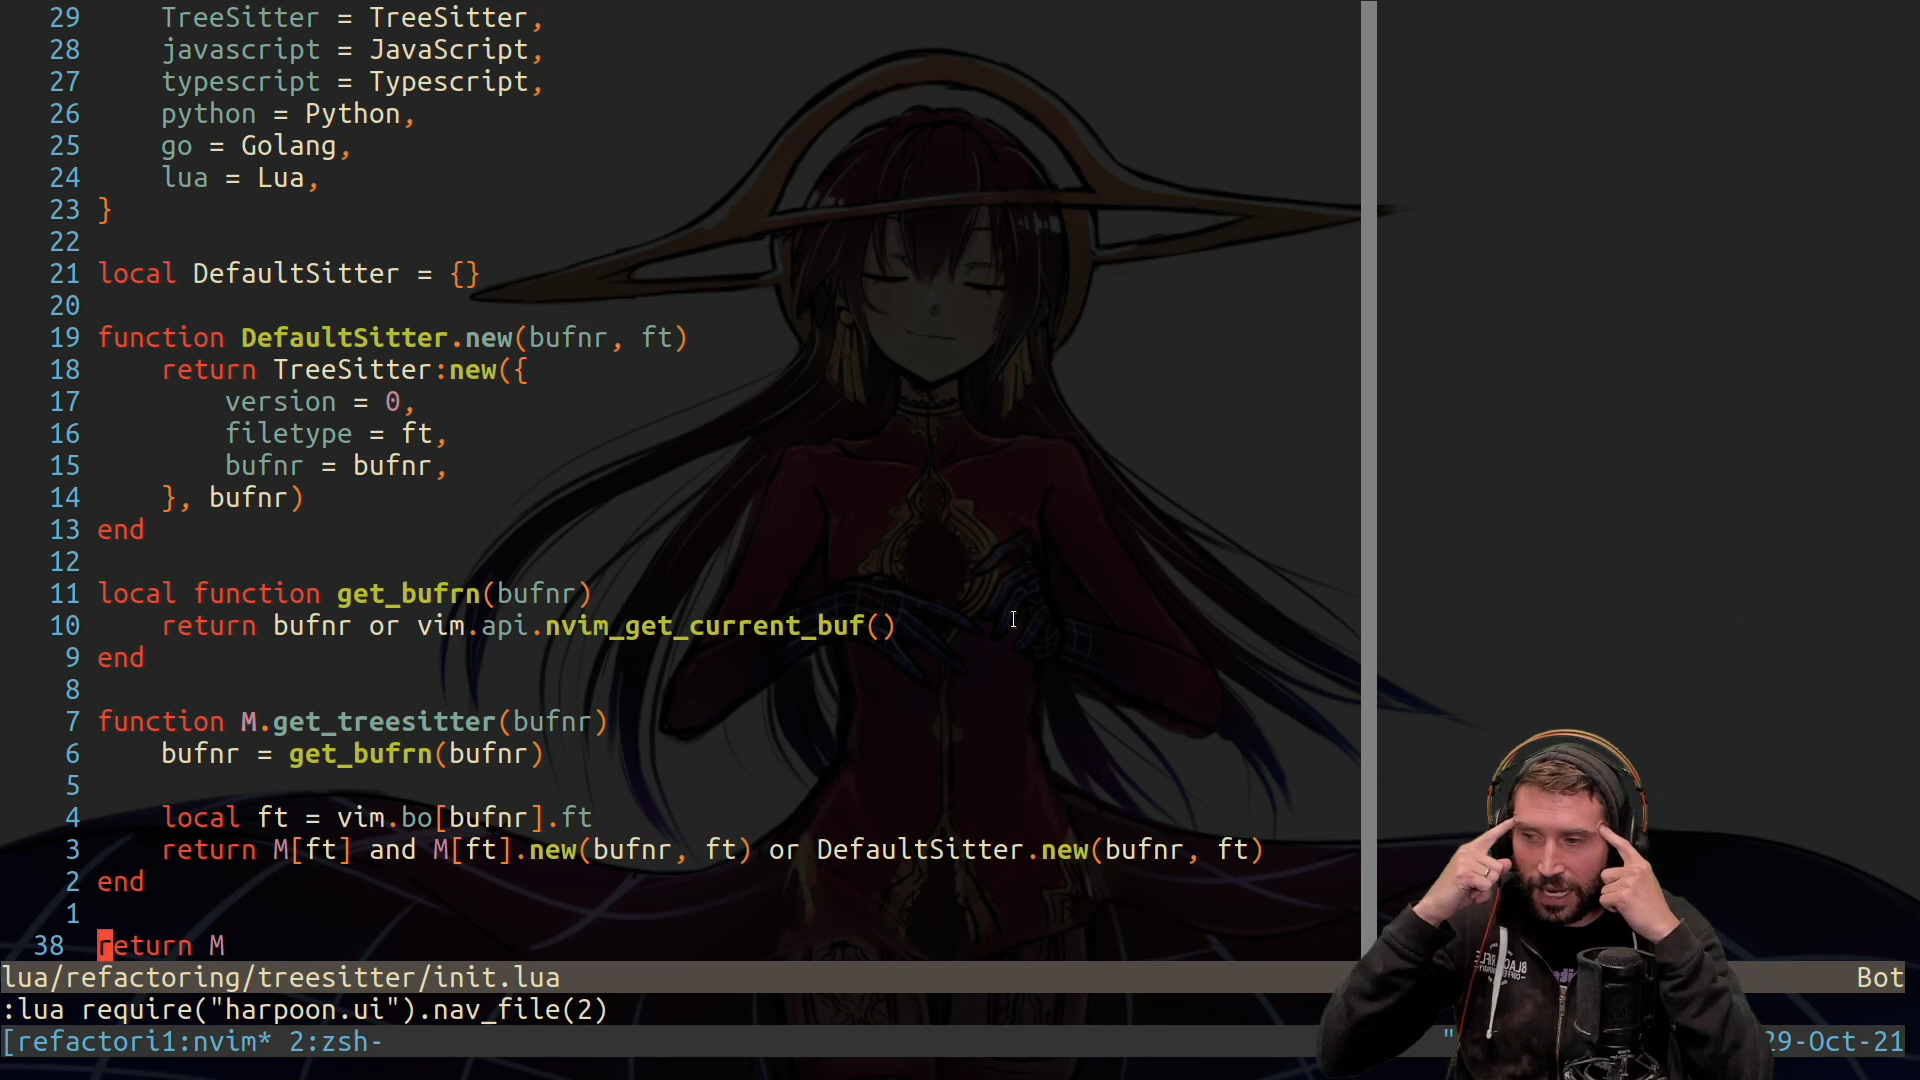 29     TreeSitter = TreeSitter,
28     javascript = JavaScript,
27     typescript = Typescript,
26     python = Python,
25     go = Golang,
24     lua = Lua,
23 }
22
21 local DefaultSitter = {}
20
19 function DefaultSitter.new(bufnr, ft)
18     return TreeSitter:new({
17         version = 0,
16         filetype = ft,
15         bufnr = bufnr,
14     }, bufnr)
13 end
12
11 local function get_bufrn(bufnr)
10     return bufnr or vim.api.nvim_get_current_buf()
9 end
8
7 function M.get_treesitter(bufnr)
6     bufnr = get_bufrn(bufnr)
5
4     local ft = vim.bo[bufnr].ft
3     return M[ft] and M[ft].new(bufnr, ft) or DefaultSitter.new(bufnr, ft)
2 end
1
38 return M
lua/refactoring/treesitter/init.lua Bot
:lua require("harpoon.ui").nav_file(2)
[refactori1:nvim* 2:zsh- " 29-Oct-21